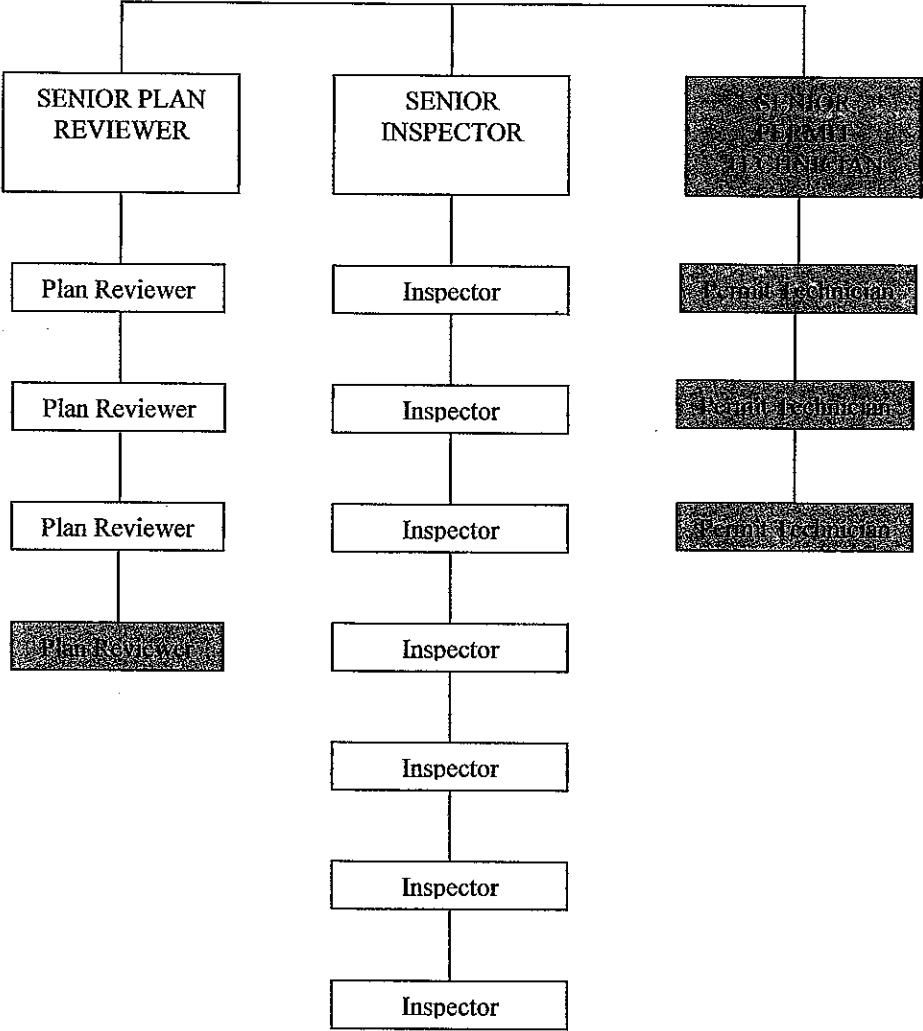 SENIOR PLAN
REVIEWER
Plan Reviewer
Plan Reviewer
Plan Reviewer
Plan Reviewer
SENIOR
INSPECTOR
Inspector
Inspector
Inspector
Inspector
Inspector
Inspector
Inspector
SENIOR
PERMIT
TECHNICIAN
Permit Technician
Permit Technician
Permit Technician